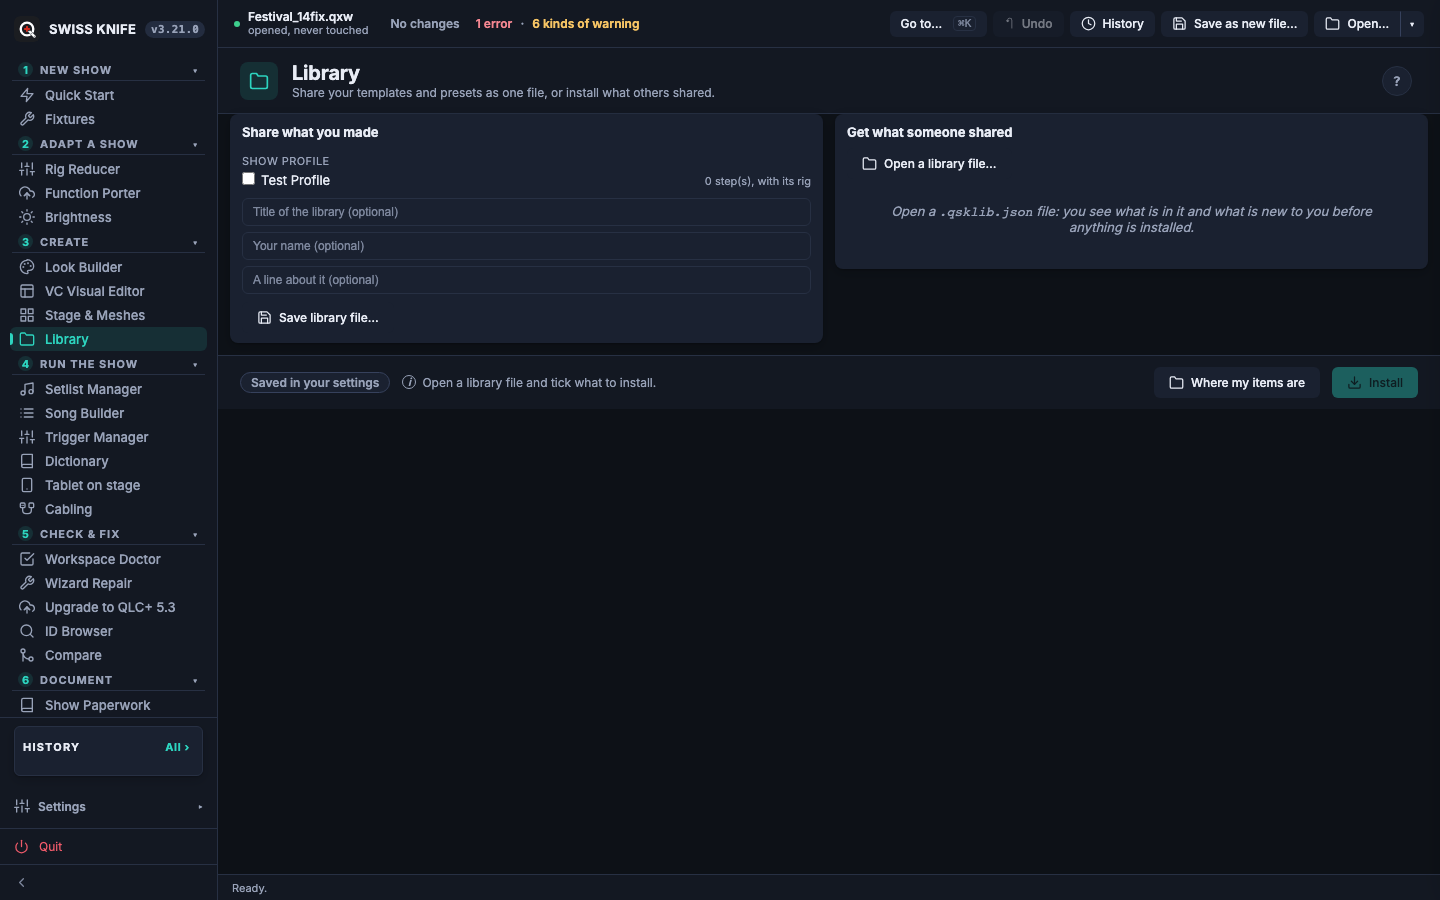 SWISS KNIFE v3.21.0
1 NEW SHOW
Quick Start
Fixtures
2 ADAPT A SHOW
Rig Reducer
Function Porter
Brightness
3 CREATE
Look Builder
VC Visual Editor
Stage & Meshes
Library
4 RUN THE SHOW
Setlist Manager
Song Builder
Trigger Manager
Dictionary
Tablet on stage
Cabling
5 CHECK & FIX
Workspace Doctor
Wizard Repair
Upgrade to QLC+ 5.3
ID Browser
Compare
6 DOCUMENT
Show Paperwork
HISTORY All ›
Settings
Quit
Festival_14fix.qxw
opened, never touched
No changes 1 error · 6 kinds of warning
Go to... ⌘K Undo History Save as new file... Open...
Library
Share your templates and presets as one file, or install what others shared.
?
Share what you made
SHOW PROFILE
Test Profile 0 step(s), with its rig
Title of the library (optional)
Your name (optional)
A line about it (optional)
Save library file...
Get what someone shared
Open a library file...
Open a .qsklib.json file: you see what is in it and what is new to you before
anything is installed.
Saved in your settings Open a library file and tick what to install. Where my items are Install
Ready.